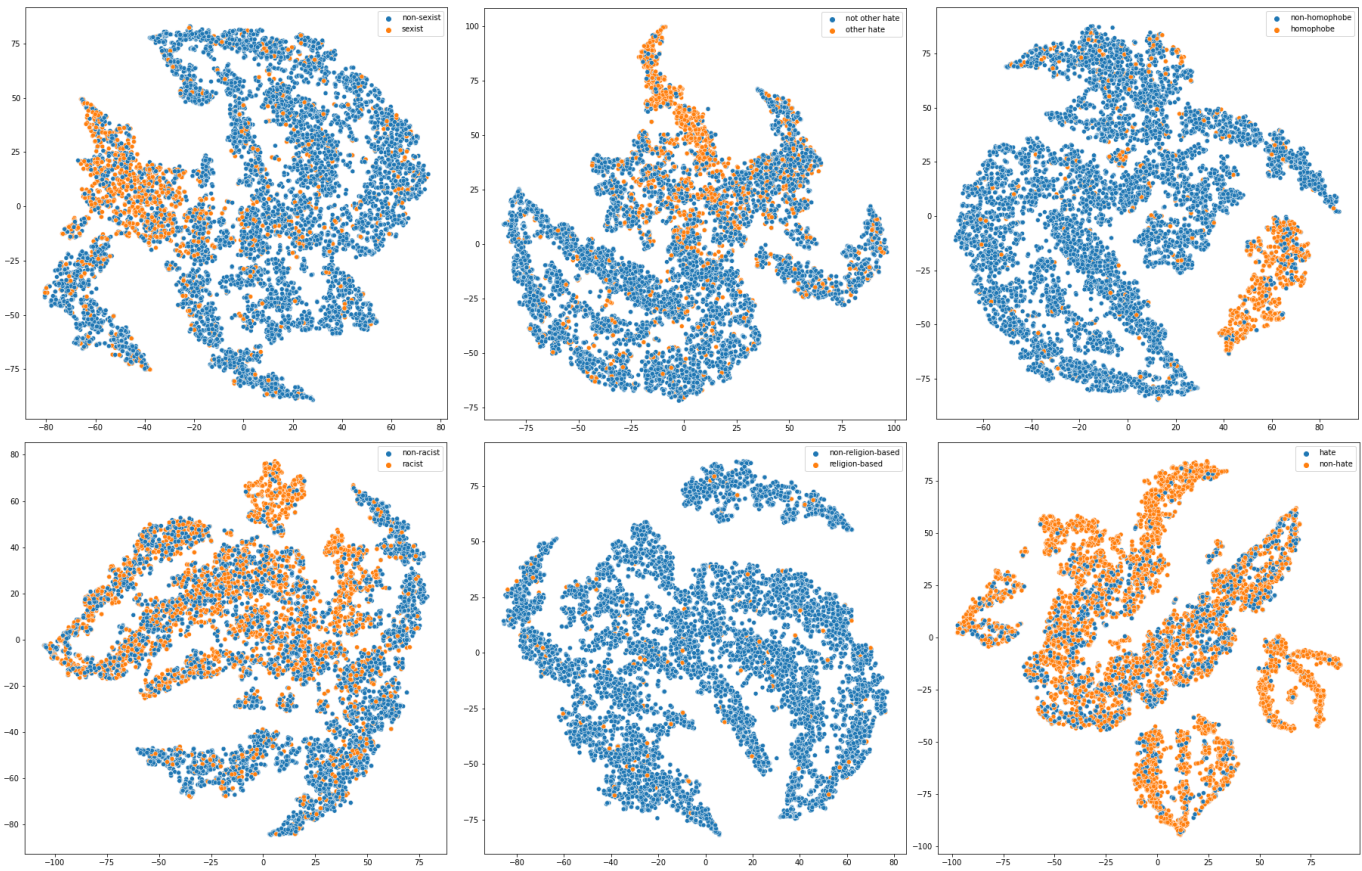 non-sexist
sexist
75
50
25
0
−25
−50
−75
−80 −60 −40 −20 0 20 40 60 80
not other hate
other hate
100
75
50
25
0
−25
−50
−75
−75 −50 −25 0 25 50 75 100
non-homophobe
homophobe
75
50
25
0
−25
−50
−75
−60 −40 −20 0 20 40 60 80
non-racist
racist
80
60
40
20
0
−20
−40
−60
−80
−100 −75 −50 −25 0 25 50 75
non-religion-based
religion-based
75
50
25
0
−25
−50
−75
−80 −60 −40 −20 0 20 40 60 80
hate
non-hate
75
50
25
0
−25
−50
−75
−100
−100 −75 −50 −25 0 25 50 75